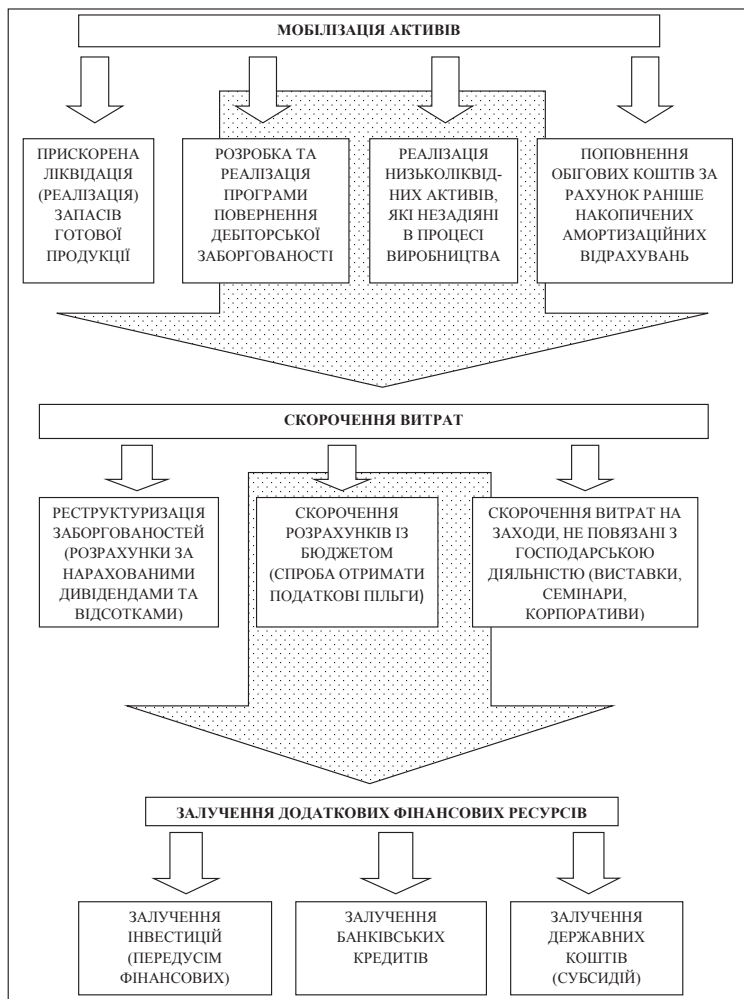 МОБІЛІЗАЦІЯ АКТИВІВ
ПРИСКОРЕНА
ЛІКВІДАЦІЯ
(РЕАЛІЗАЦІЯ)
ЗАПАСІВ
ГОТОВОЇ
ПРОДУКЦІЇ
РОЗРОБКА ТА
РЕАЛІЗАЦІЯ
ПРОГРАМИ
ПОВЕРНЕННЯ
ДЕБІТОРСЬКОЇ
ЗАБОРГОВАНОСТІ
РЕАЛІЗАЦІЯ
НИЗЬКОЛІКВІД-
НИХ АКТИВІВ,
ЯКІ НЕЗАДІЯНІ
В ПРОЦЕСІ
ВИРОБНИЦТВА
ПОПОВНЕННЯ
ОБІГОВИХ КОШТІВ ЗА
РАХУНОК РАНІШЕ
НАКОПИЧЕНИХ
АМОРТИЗАЦІЙНИХ
ВІДРАХУВАНЬ
СКОРОЧЕННЯ ВИТРАТ
РЕСТРУКТУРИЗАЦІЯ
ЗАБОРГОВАНОСТЕЙ
(РОЗРАХУНКИ ЗА
НАРАХОВАНИМИ
ДИВІДЕНДАМИ ТА
ВІДСОТКАМИ)
СКОРОЧЕННЯ
РОЗРАХУНКІВ ІЗ
БЮДЖЕТОМ
(СПРОБА ОТРИМАТИ
ПОДАТКОВІ ПІЛЬГИ)
СКОРОЧЕННЯ ВИТРАТ НА
ЗАХОДИ, НЕ ПОВЯЗАНІ З
ГОСПОДАРСЬКОЮ
ДІЯЛЬНІСТЮ (ВИСТАВКИ,
СЕМІНАРИ,
КОРПОРАТИВИ)
ЗАЛУЧЕННЯ ДОДАТКОВИХ ФІНАНСОВИХ РЕСУРСІВ
ЗАЛУЧЕННЯ
ІНВЕСТИЦІЙ
(ПЕРЕДУСІМ
ФІНАНСОВИХ)
ЗАЛУЧЕННЯ
БАНКІВСЬКИХ
КРЕДИТІВ
ЗАЛУЧЕННЯ
ДЕРЖАВНИХ
КОШТІВ
(СУБСИДІЙ)